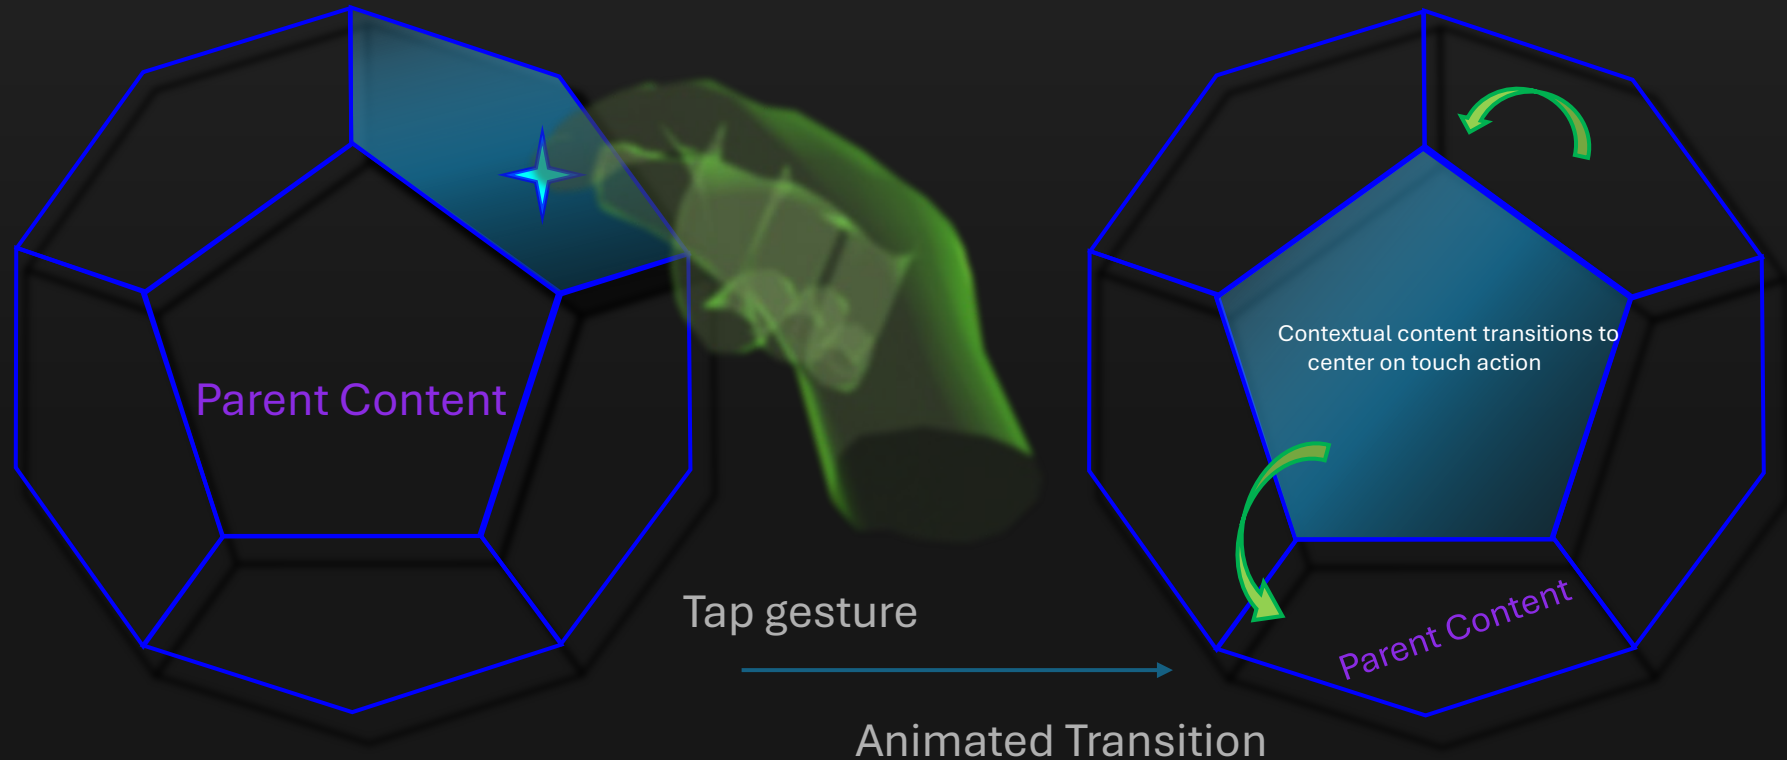 Parent Content
Tap gesture
Animated Transition
Contextual content transitions to
center on touch action
Parent Content